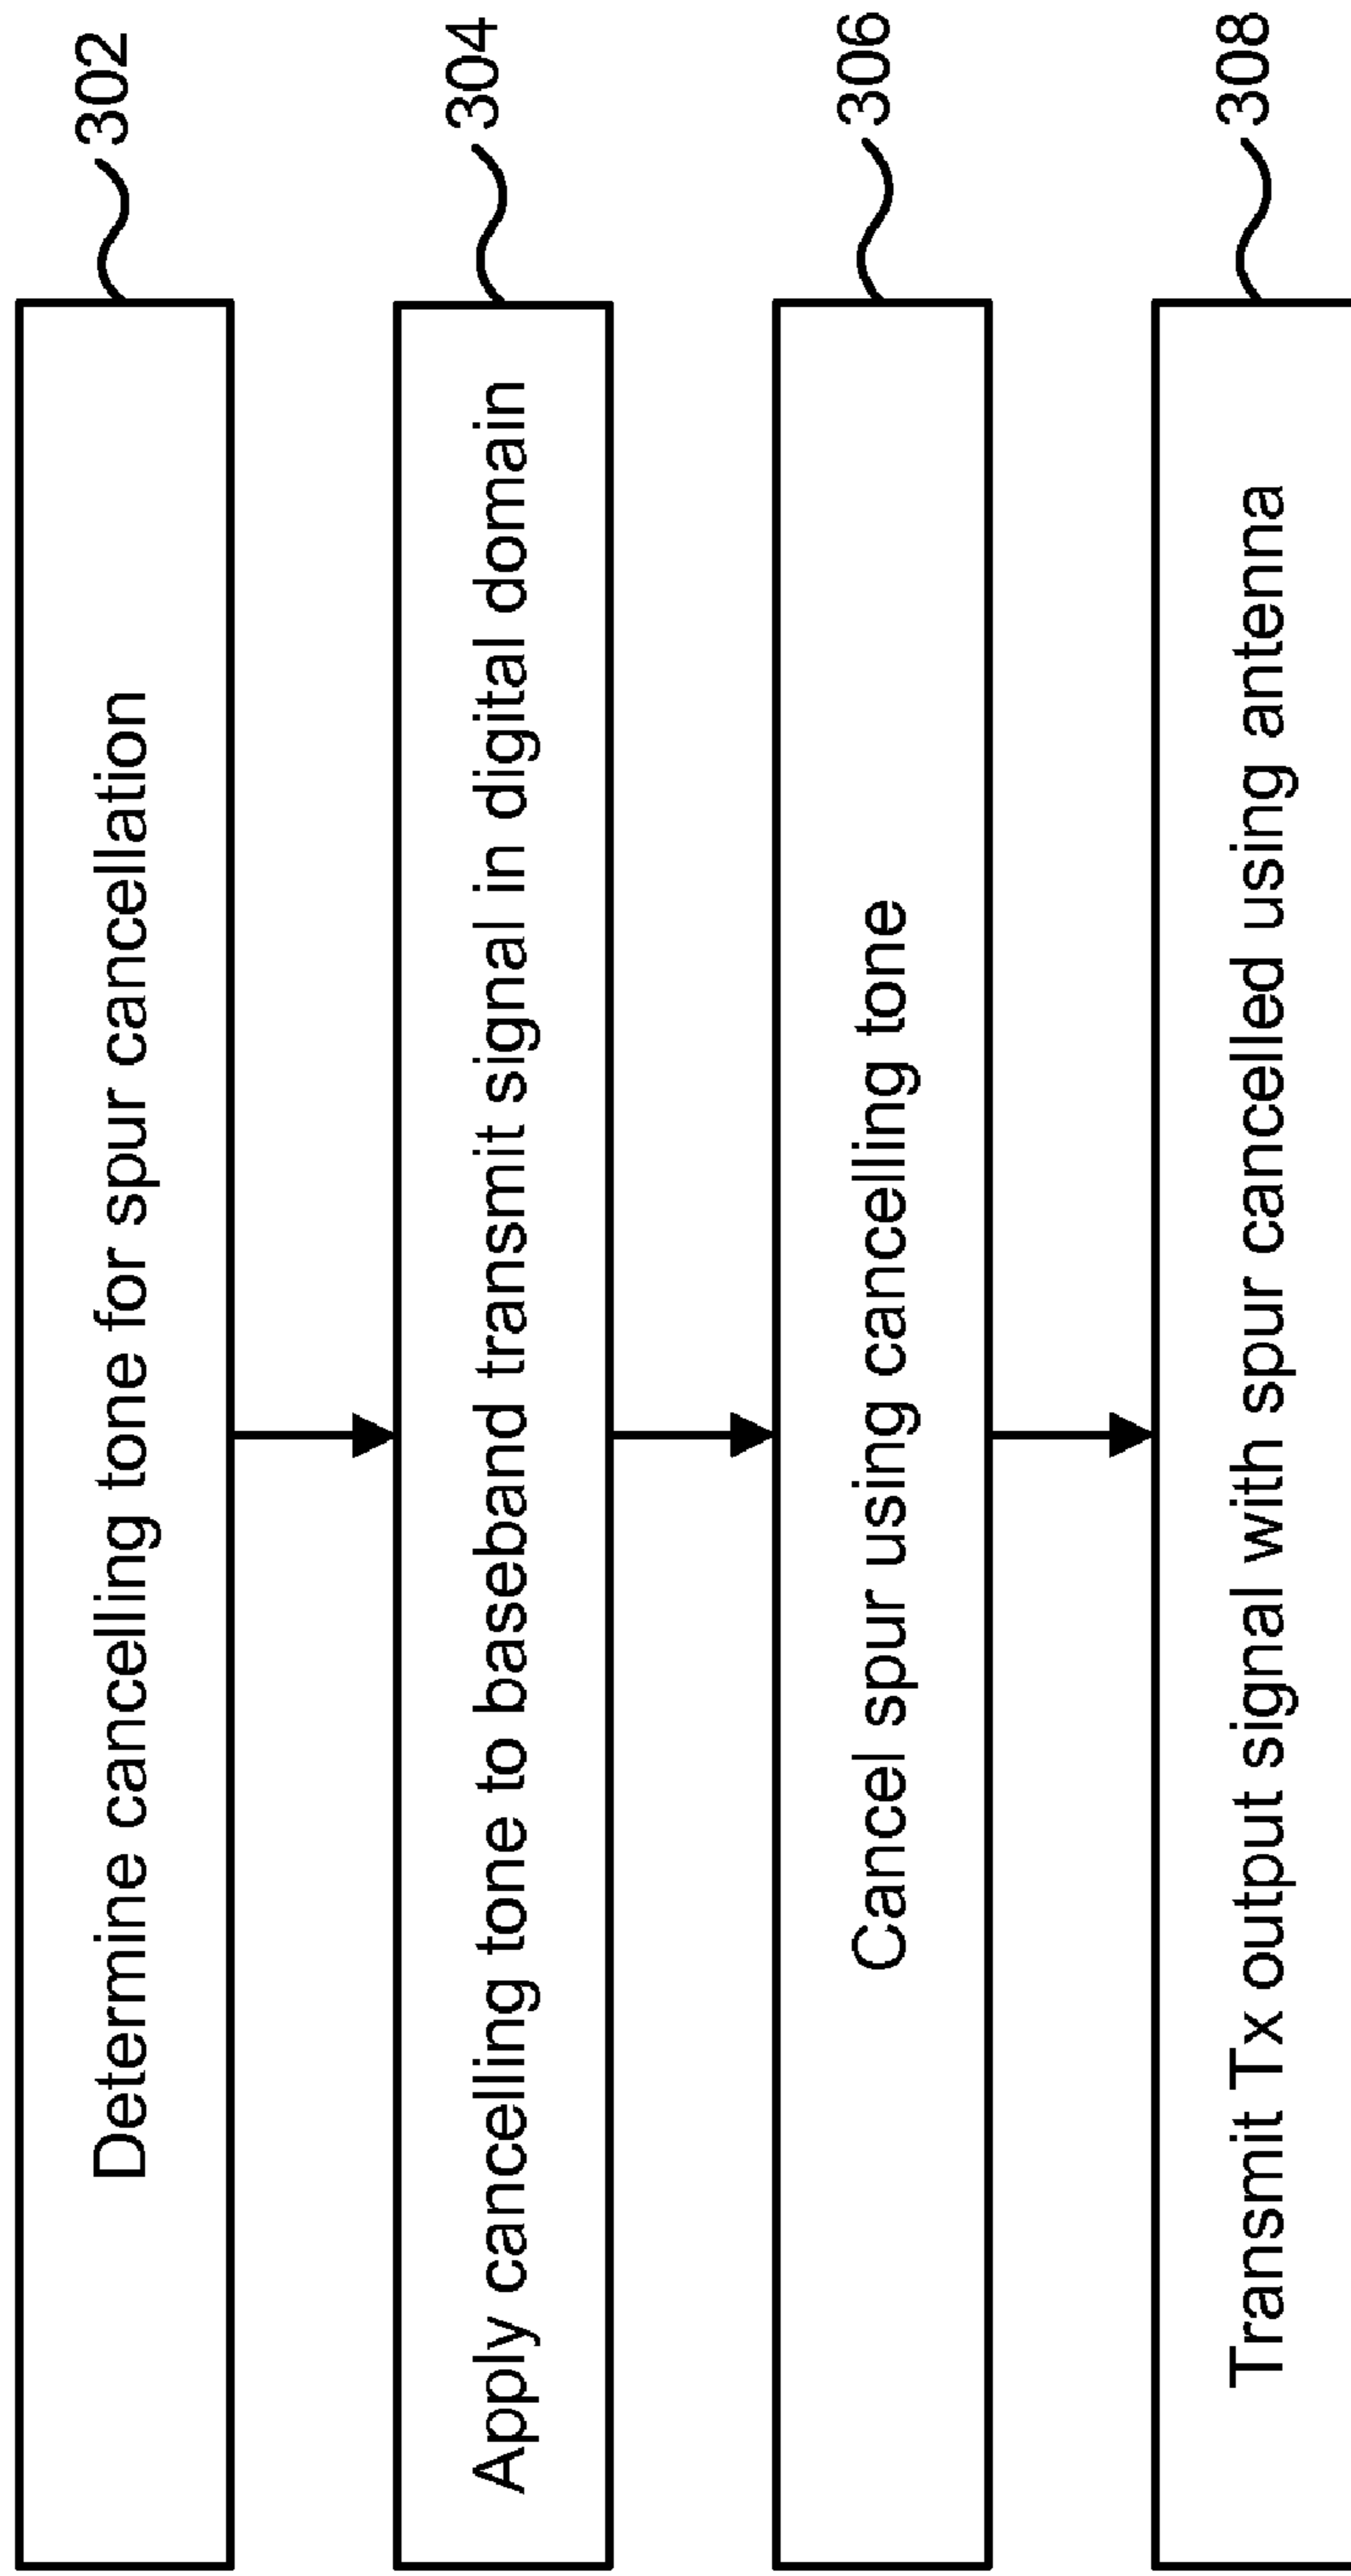 302
Determine cancelling tone for spur cancellation
304
Apply cancelling tone to baseband transmit signal in digital domain
306
Cancel spur using cancelling tone
308
Transmit Tx output signal with spur cancelled using antenna